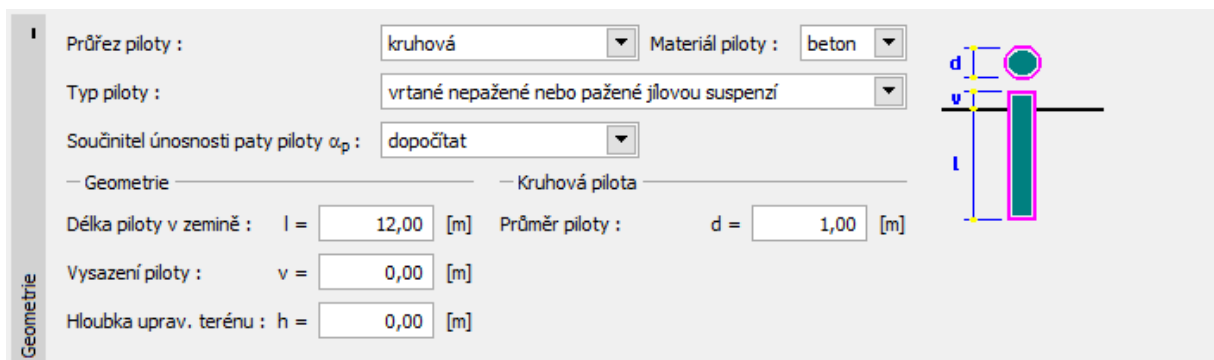 Průřez piloty : kruhová Materiál piloty : beton
Typ piloty : vrtané nepažené nebo pažené jílovou suspenzí
Součinitel únosnosti paty piloty αp : dopočítat
Geometrie Kruhová pilota
Délka piloty v zemině : l = 12,00 [m] Průměr piloty : d = 1,00 [m]
Vysazení piloty : v = 0,00 [m]
Hloubka uprav. terénu : h = 0,00 [m]
Geometrie
d
v
l